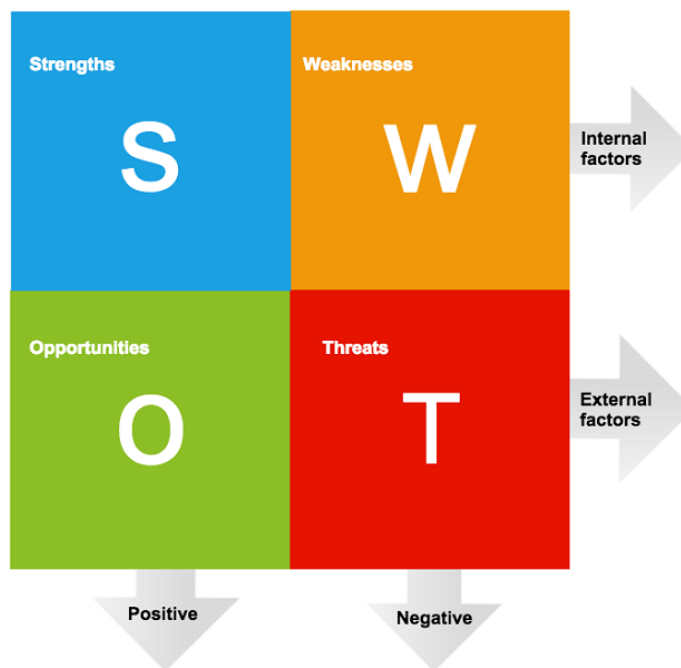 Strengths
S
Weaknesses
W
Internal
factors
Opportunities
O
Threats
T
External
factors
Positive
Negative